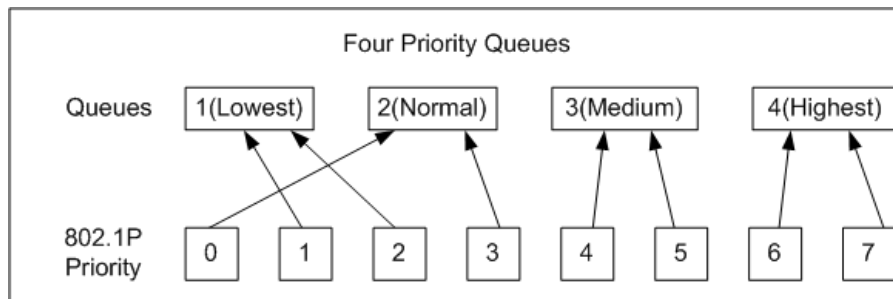 Four Priority Queues
Queues 1(Lowest) 2(Normal) 3(Medium) 4(Highest)
802.1P
Priority
0 1 2 3 4 5 6 7